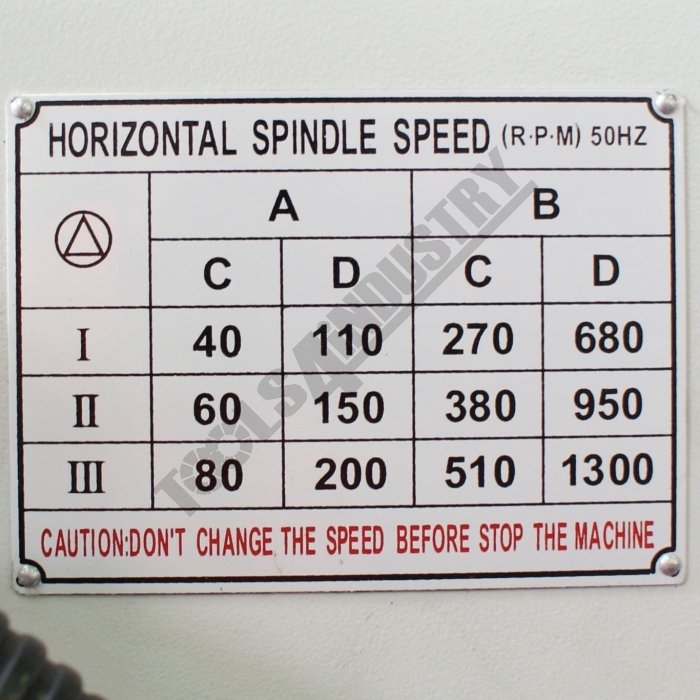 HORIZONTAL SPINDLE SPEED (R·P·M) 50HZ
A B
C D C D
I 40 110 270 680
II 60 150 380 950
III 80 200 510 1300
CAUTION:DON'T CHANGE THE SPEED BEFORE STOP THE MACHINE
TOOLS4INDUSTRY